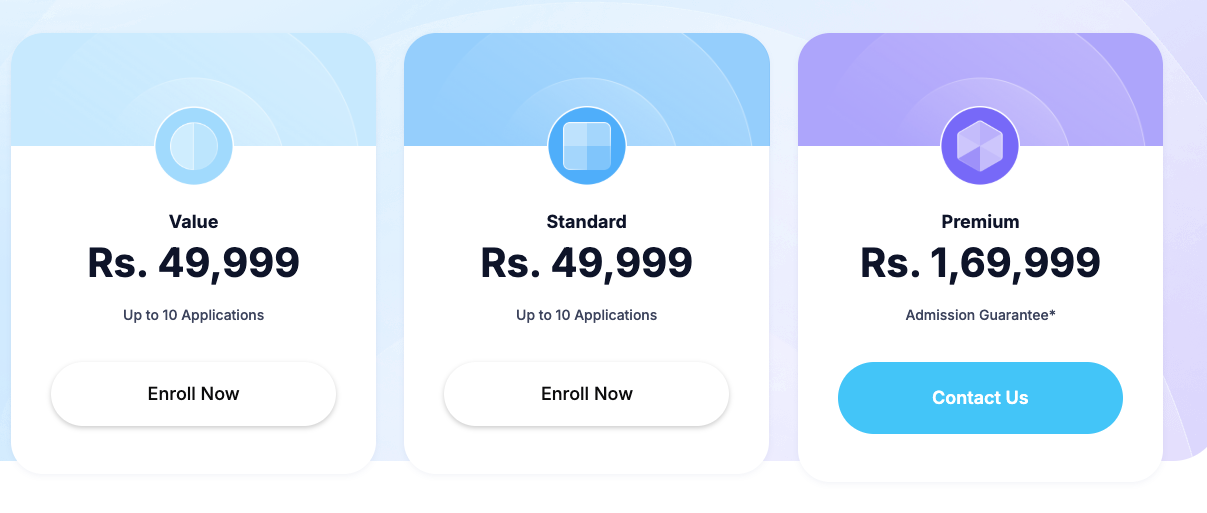 Value
Rs. 49,999
Up to 10 Applications
Enroll Now
Standard
Rs. 49,999
Up to 10 Applications
Enroll Now
Premium
Rs. 1,69,999
Admission Guarantee*
Contact Us